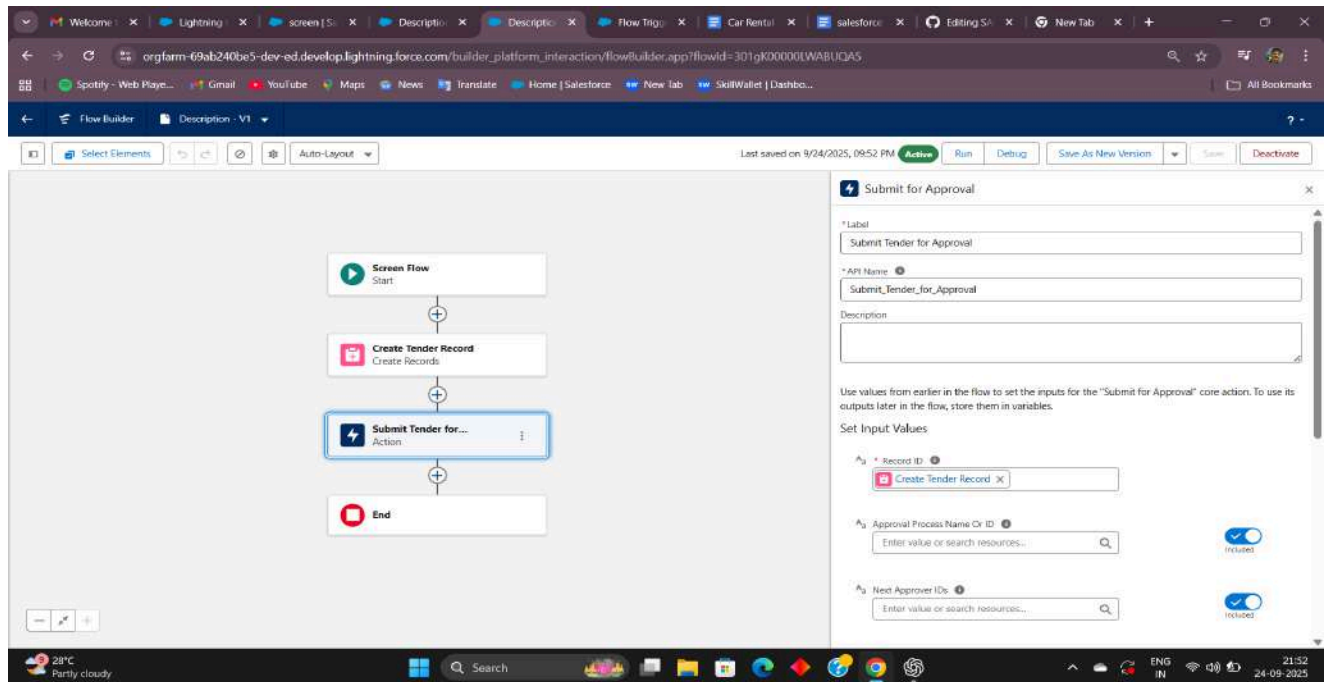 Welcome
Lightning
screen | S
Descriptio
Descriptic
Flow Trigg
Car Rental
salesforce
Editing SA
New Tab
orgfarm-69ab240be5-dev-ed.develop.lightning.force.com/builder_platform_interaction/flowBuilder.app?flowId=301gK00000LWABUQA5
Spotify - Web Playe...
Gmail
YouTube
Maps
News
Translate
Home | Salesforce
New Tab
SkillWallet | Dashbo...
All Bookmarks
Flow Builder
Description - V1
?
Select Elements
Auto-Layout
Last saved on 9/24/2025, 09:52 PM
Active
Run
Debug
Save As New Version
Save
Deactivate
Screen Flow
Start
Create Tender Record
Create Records
Submit Tender for...
Action
End
Submit for Approval
* Label
Submit Tender for Approval
* API Name
Submit_Tender_for_Approval
Description
Use values from earlier in the flow to set the inputs for the "Submit for Approval" core action. To use its
outputs later in the flow, store them in variables.
Set Input Values
Aa * Record ID
Create Tender Record
Aa Approval Process Name Or ID
Enter value or search resources...
Included
Aa Next Approver IDs
Enter value or search resources...
Included
28°C
Partly cloudy
Search
ENG
IN
21:52
24-09-2025